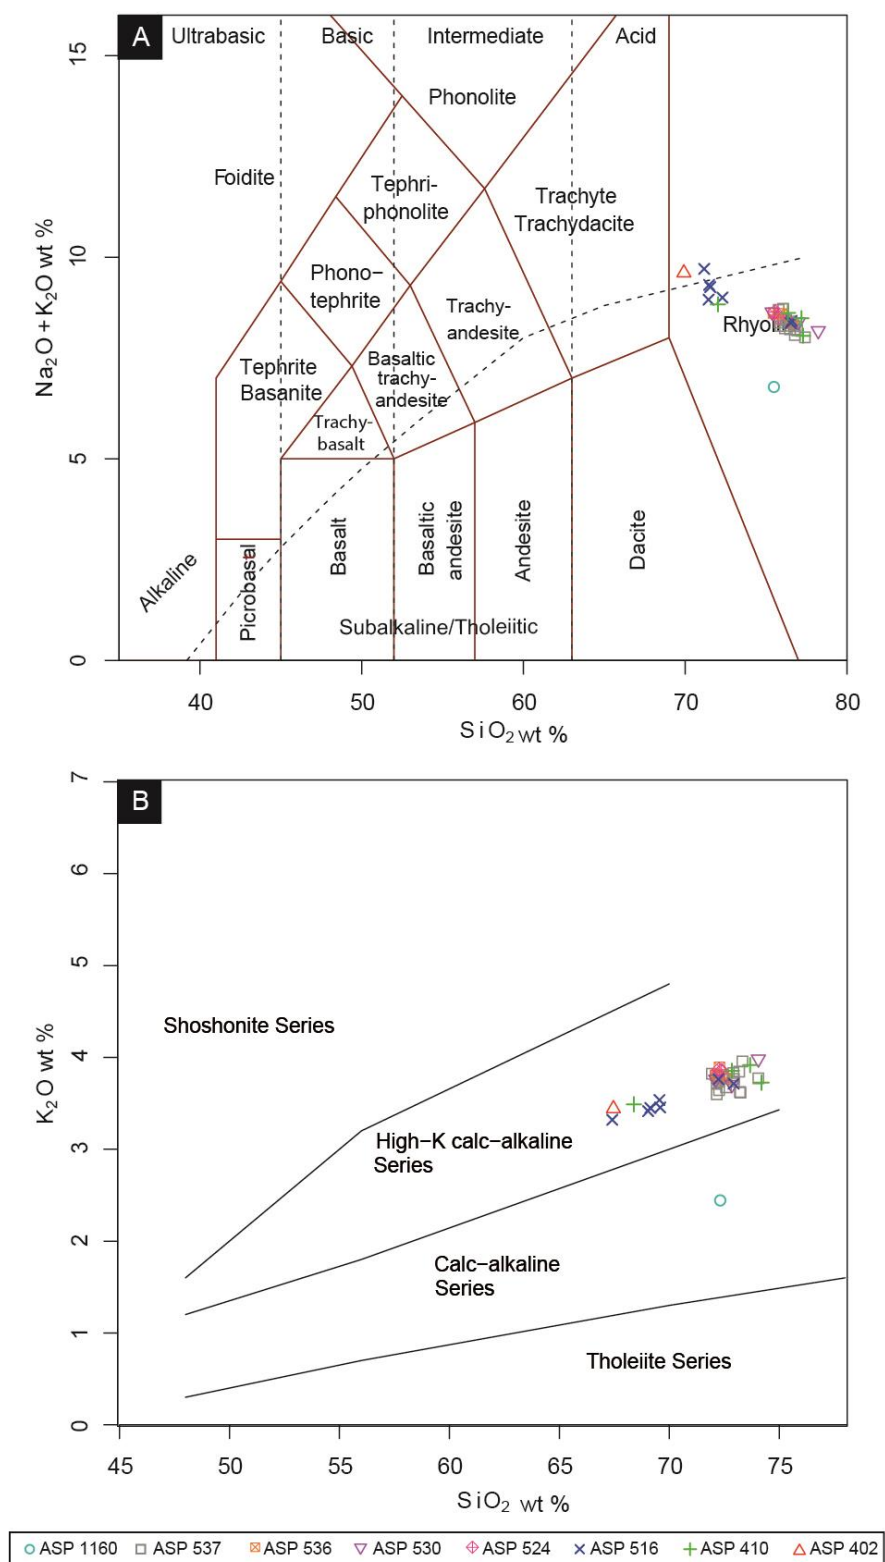 A
Ultrabasic
Basic
Intermediate
Acid
Phonolite
Foidite
Tephri-
phonolite
Trachyte
Trachydacite
Phono-
tephrite
Trachy-
andesite
Rhyoli
Tephrite
Basanite
Basaltic
trachy-
andesite
Trachy-
basalt
Alkaline
Picrobasal
Basalt
Basaltic
andesite
Andesite
Dacite
Subalkaline/Tholeiitic
Na2O+K2O wt %
0
5
10
15
40
50
60
70
80
SiO2 wt %
B
Shoshonite Series
High-K calc-alkaline
Series
Calc-alkaline
Series
Tholeiite Series
K2O wt %
0
1
2
3
4
5
6
7
45
50
55
60
65
70
75
SiO2 wt %
ASP 1160
ASP 537
ASP 536
ASP 530
ASP 524
ASP 516
ASP 410
ASP 402